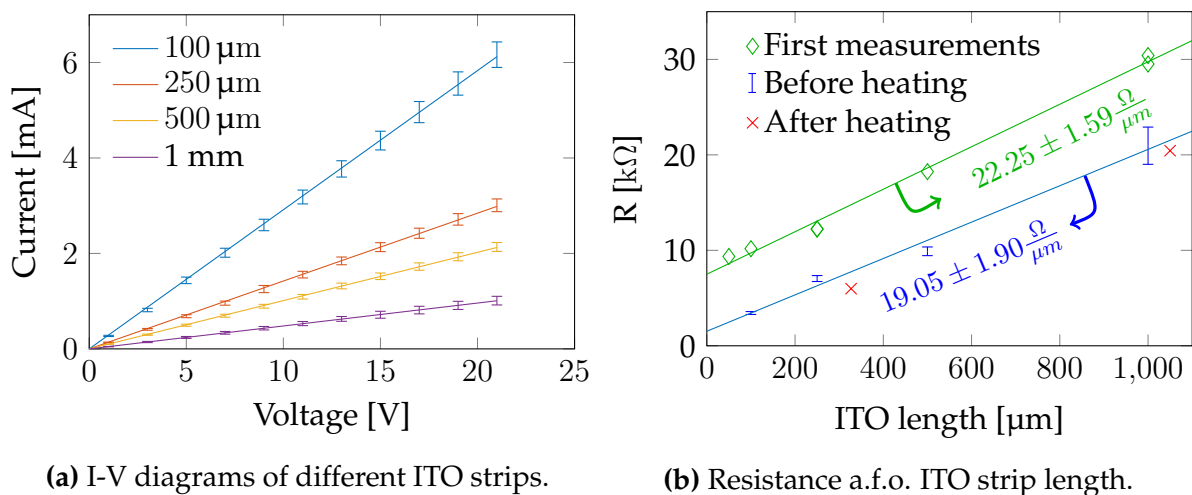 100 µm
250 µm
500 µm
1 mm
Current [mA]
6
4
2
0
0 5 10 15 20 25
Voltage [V]
(a) I-V diagrams of different ITO strips.
First measurements
Before heating
After heating
R [kΩ]
30
20
10
0
22.25 ± 1.59 Ω/μm
19.05 ± 1.90 Ω/μm
0 200 400 600 800 1,000
ITO length [µm]
(b) Resistance a.f.o. ITO strip length.